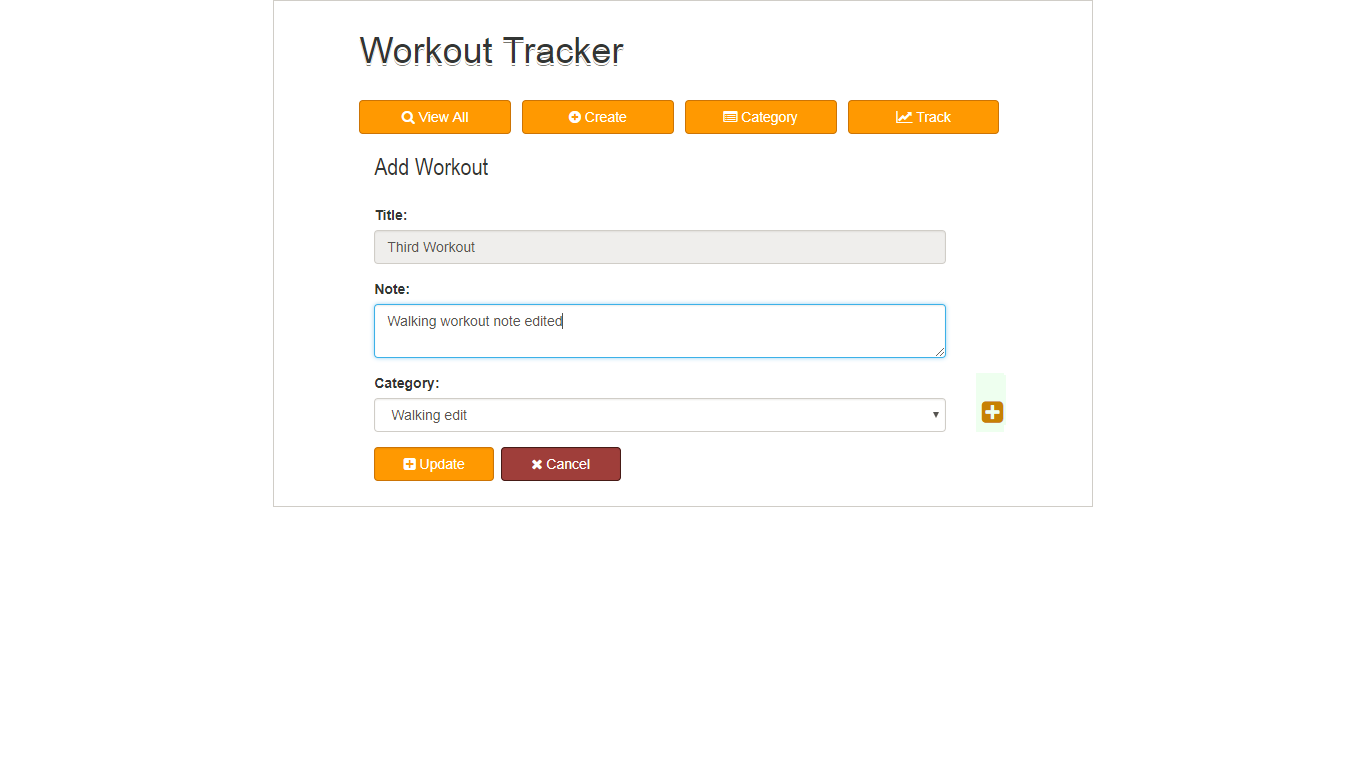 Workout Tracker
View All
Create
Category
Track
Add Workout
Title:
Third Workout
Note:
Walking workout note edited
Category:
Walking edit
Update
Cancel